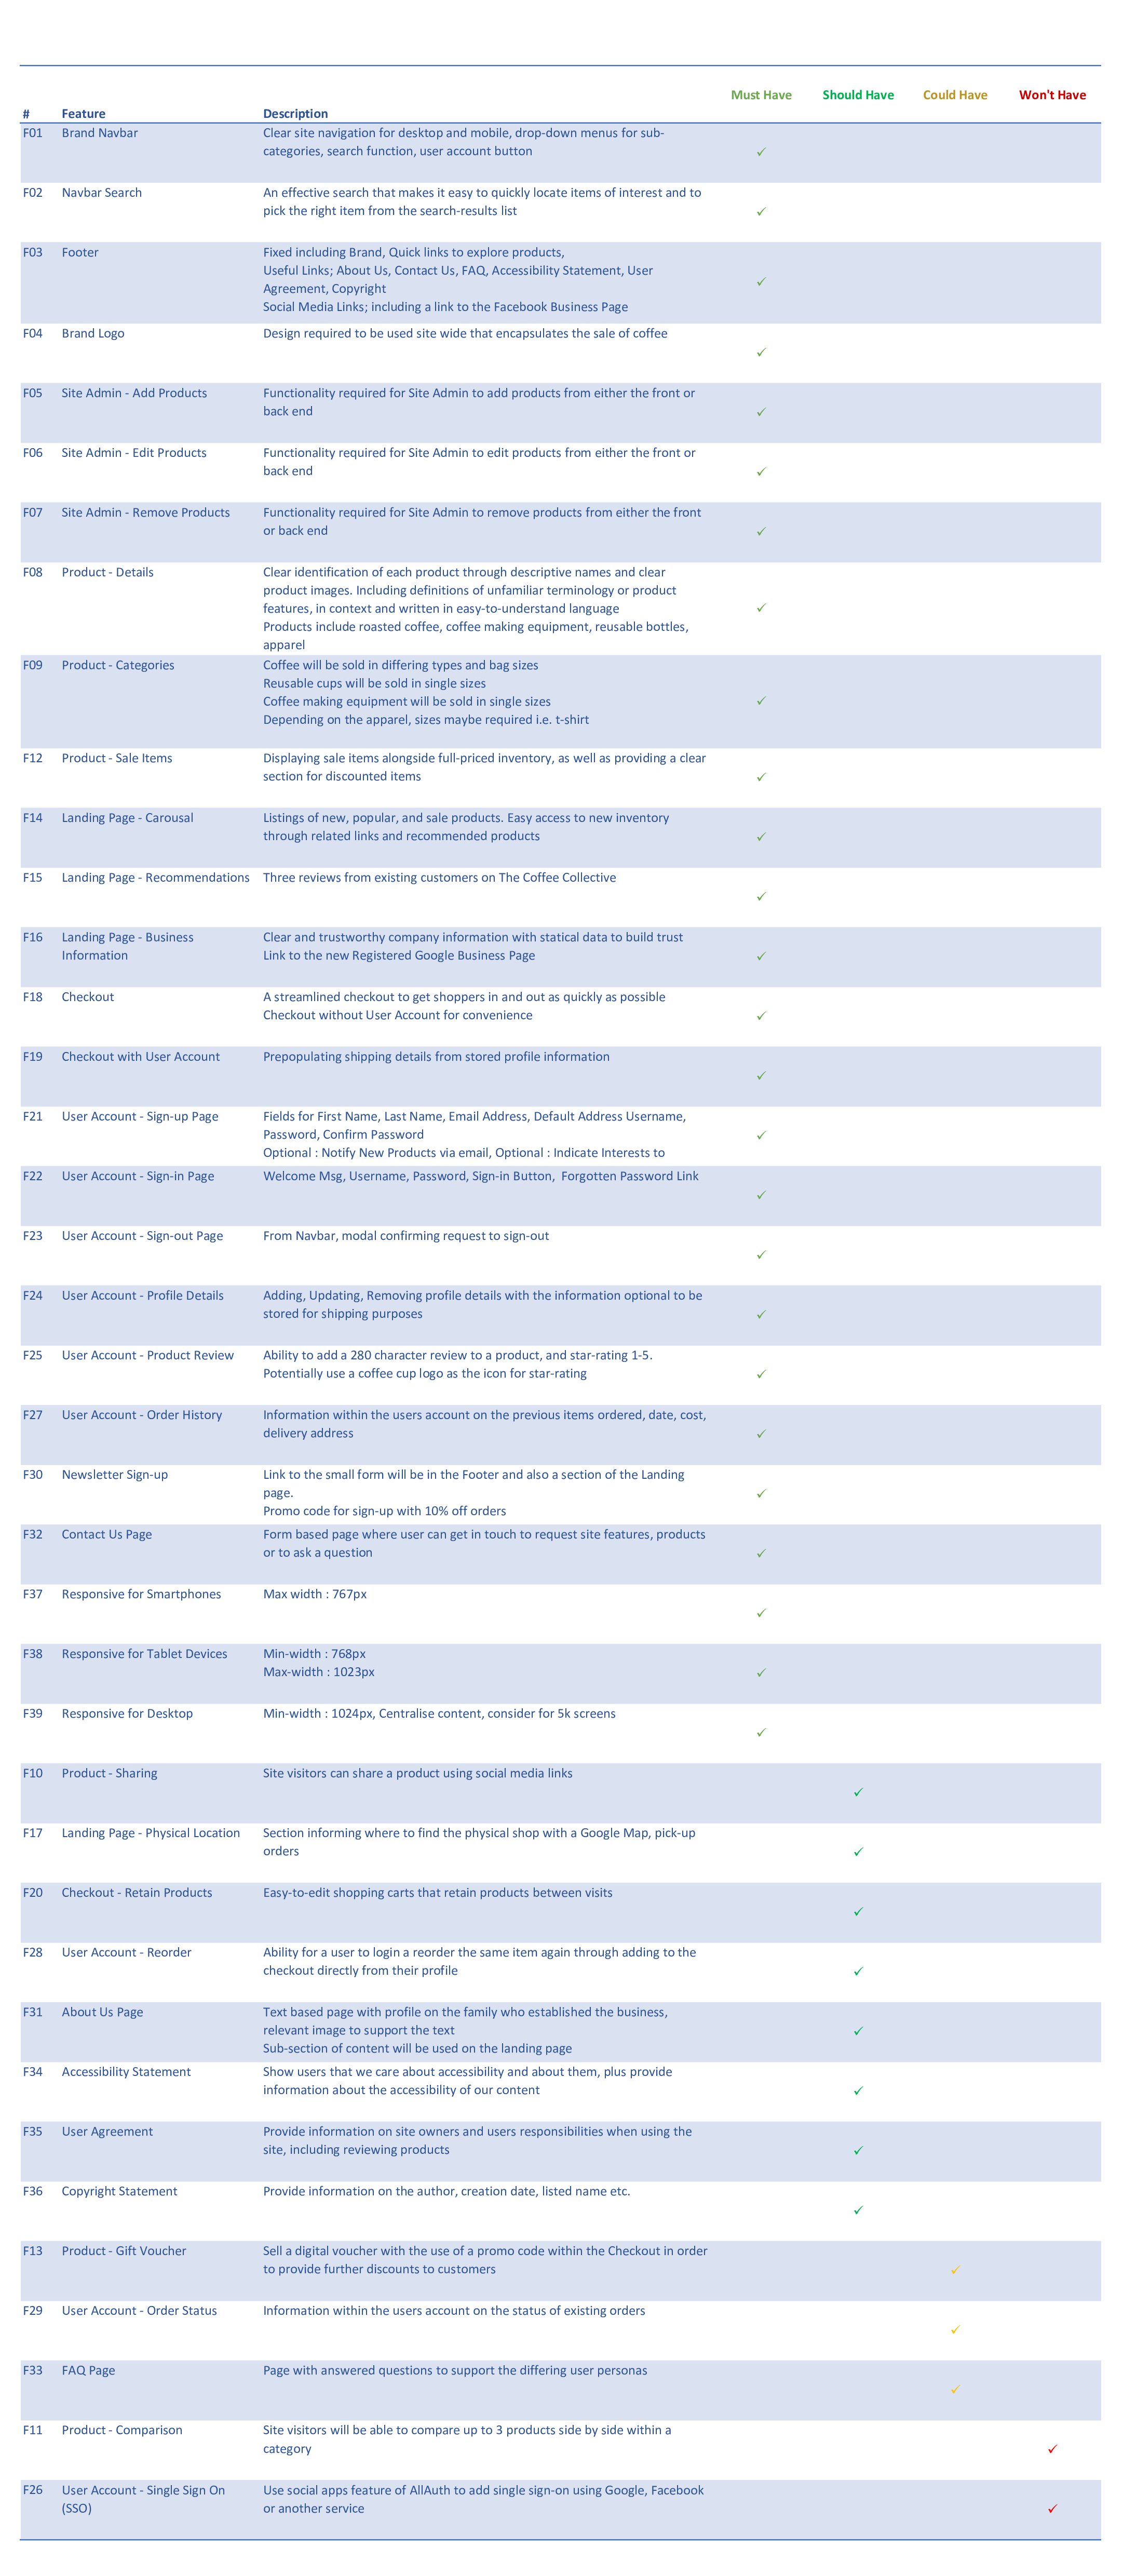 Must Have Should Have Could Have Won't Have
# Feature Description
F01 Brand Navbar Clear site navigation for desktop and mobile, drop-down menus for sub-
categories, search function, user account button
✓
F02 Navbar Search An effective search that makes it easy to quickly locate items of interest and to
pick the right item from the search-results list
✓
F03 Footer Fixed including Brand, Quick links to explore products,
Useful Links; About Us, Contact Us, FAQ, Accessibility Statement, User
Agreement, Copyright
✓
Social Media Links; including a link to the Facebook Business Page
F04 Brand Logo Design required to be used site wide that encapsulates the sale of coffee
✓
F05 Site Admin - Add Products Functionality required for Site Admin to add products from either the front or
back end
✓
F06 Site Admin - Edit Products Functionality required for Site Admin to edit products from either the front or
back end
✓
F07 Site Admin - Remove Products Functionality required for Site Admin to remove products from either the front
or back end
✓
F08 Product - Details Clear identification of each product through descriptive names and clear
product images. Including definitions of unfamiliar terminology or product
features, in context and written in easy-to-understand language
✓
Products include roasted coffee, coffee making equipment, reusable bottles,
apparel
F09 Product - Categories Coffee will be sold in differing types and bag sizes
Reusable cups will be sold in single sizes
Coffee making equipment will be sold in single sizes
✓
Depending on the apparel, sizes maybe required i.e. t-shirt
F12 Product - Sale Items Displaying sale items alongside full-priced inventory, as well as providing a clear
section for discounted items
✓
F14 Landing Page - Carousal Listings of new, popular, and sale products. Easy access to new inventory
through related links and recommended products
✓
F15 Landing Page - Recommendations Three reviews from existing customers on The Coffee Collective
✓
F16 Landing Page - Business Clear and trustworthy company information with statical data to build trust
Information Link to the new Registered Google Business Page
✓
F18 Checkout A streamlined checkout to get shoppers in and out as quickly as possible
Checkout without User Account for convenience
✓
F19 Checkout with User Account Prepopulating shipping details from stored profile information
✓
F21 User Account - Sign-up Page Fields for First Name, Last Name, Email Address, Default Address Username,
Password, Confirm Password
✓
Optional : Notify New Products via email, Optional : Indicate Interests to
F22 User Account - Sign-in Page Welcome Msg, Username, Password, Sign-in Button, Forgotten Password Link
✓
F23 User Account - Sign-out Page From Navbar, modal confirming request to sign-out
✓
F24 User Account - Profile Details Adding, Updating, Removing profile details with the information optional to be
stored for shipping purposes
✓
F25 User Account - Product Review Ability to add a 280 character review to a product, and star-rating 1-5.
Potentially use a coffee cup logo as the icon for star-rating
✓
F27 User Account - Order History Information within the users account on the previous items ordered, date, cost,
delivery address
✓
F30 Newsletter Sign-up Link to the small form will be in the Footer and also a section of the Landing
page.
✓
Promo code for sign-up with 10% off orders
F32 Contact Us Page Form based page where user can get in touch to request site features, products
or to ask a question
✓
F37 Responsive for Smartphones Max width : 767px
✓
F38 Responsive for Tablet Devices Min-width : 768px
Max-width : 1023px
✓
F39 Responsive for Desktop Min-width : 1024px, Centralise content, consider for 5k screens
✓
F10 Product - Sharing Site visitors can share a product using social media links
✓
F17 Landing Page - Physical Location Section informing where to find the physical shop with a Google Map, pick-up
orders
✓
F20 Checkout - Retain Products Easy-to-edit shopping carts that retain products between visits
✓
F28 User Account - Reorder Ability for a user to login a reorder the same item again through adding to the
checkout directly from their profile
✓
F31 About Us Page Text based page with profile on the family who established the business,
relevant image to support the text
✓
Sub-section of content will be used on the landing page
F34 Accessibility Statement Show users that we care about accessibility and about them, plus provide
information about the accessibility of our content
✓
F35 User Agreement Provide information on site owners and users responsibilities when using the
site, including reviewing products
✓
F36 Copyright Statement Provide information on the author, creation date, listed name etc.
✓
F13 Product - Gift Voucher Sell a digital voucher with the use of a promo code within the Checkout in order
to provide further discounts to customers
✓
F29 User Account - Order Status Information within the users account on the status of existing orders
✓
F33 FAQ Page Page with answered questions to support the differing user personas
✓
F11 Product - Comparison Site visitors will be able to compare up to 3 products side by side within a
category
✓
F26 User Account - Single Sign On Use social apps feature of AllAuth to add single sign-on using Google, Facebook
(SSO) or another service
✓